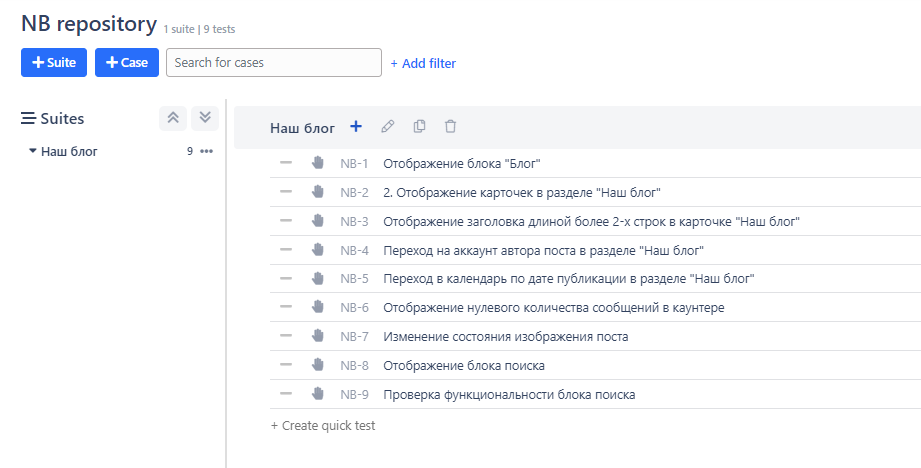 NB repository 1 suite | 9 tests
+ Suite + Case Search for cases + Add filter
Suites
Наш блог 9
Наш блог
NB-1 Отображение блока "Блог"
NB-2 2. Отображение карточек в разделе "Наш блог"
NB-3 Отображение заголовка длиной более 2-х строк в карточке "Наш блог"
NB-4 Переход на аккаунт автора поста в разделе "Наш блог"
NB-5 Переход в календарь по дате публикации в разделе "Наш блог"
NB-6 Отображение нулевого количества сообщений в каунтере
NB-7 Изменение состояния изображения поста
NB-8 Отображение блока поиска
NB-9 Проверка функциональности блока поиска
+ Create quick test